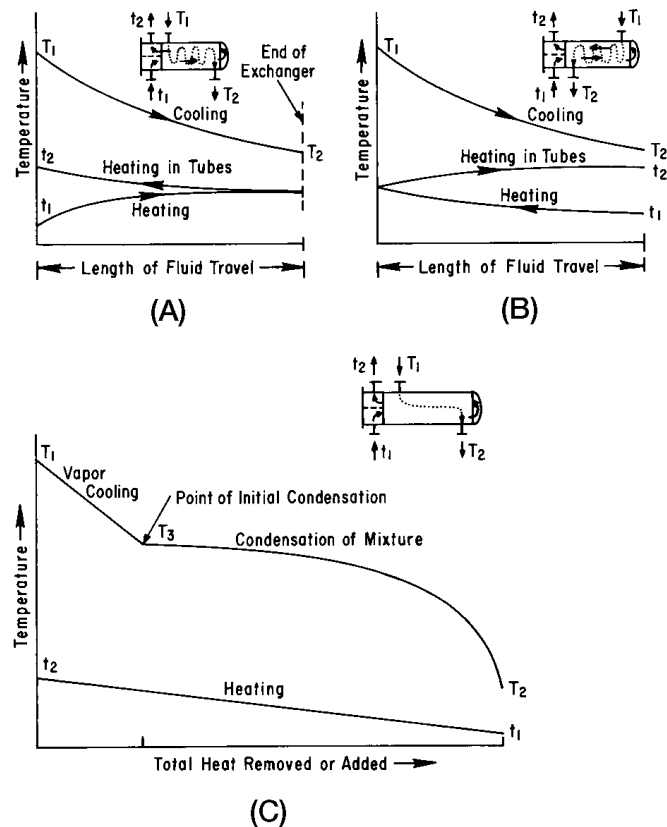 t2 T1
T1
End of
Exchanger
t1 T2
Cooling
T2
t2
Heating in Tubes
t1
Heating
Temperature
Length of Fluid Travel
(A)
t2 T1
T1
t1 T2
Cooling
T2
Heating in Tubes
t2
Heating
t1
Temperature
Length of Fluid Travel
(B)
t2 T1
t1 T2
T1
Vapor
Cooling
Point of Initial Condensation
T3
Condensation of Mixture
t2
Heating
T2
t1
Temperature
Total Heat Removed or Added
(C)